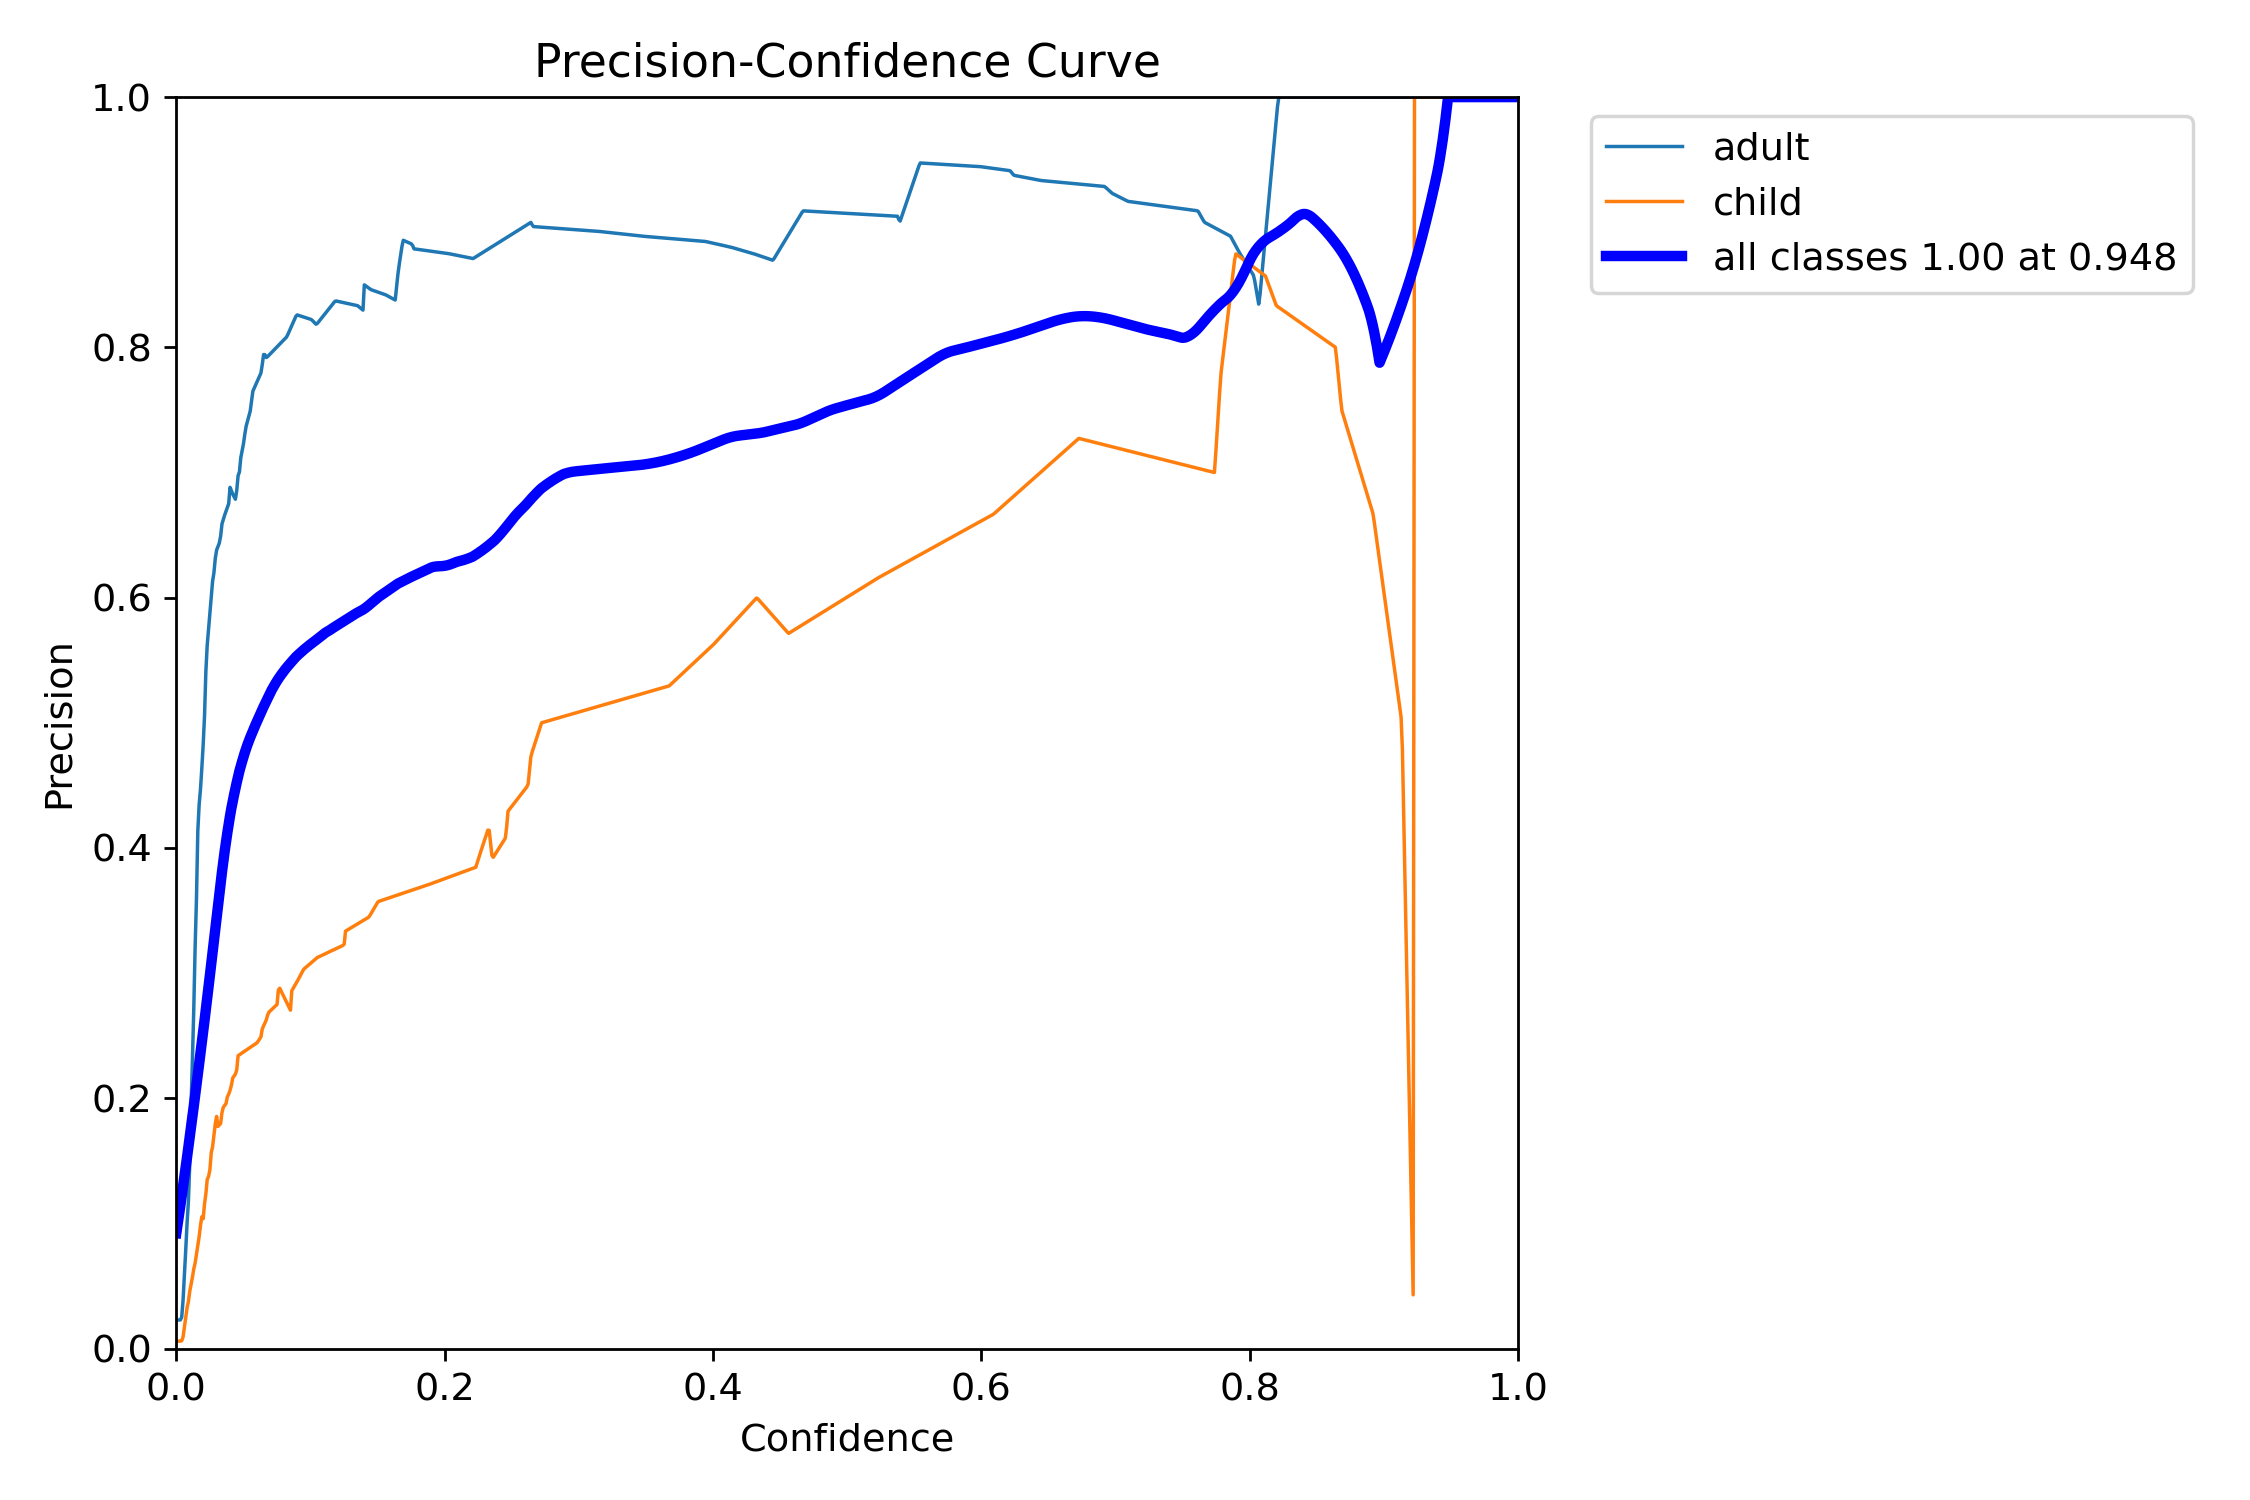 Precision-Confidence Curve
1.0
0.8
0.6
0.4
0.2
0.0
Precision
0.0 0.2 0.4 0.6 0.8 1.0
Confidence
adult
child
all classes 1.00 at 0.948